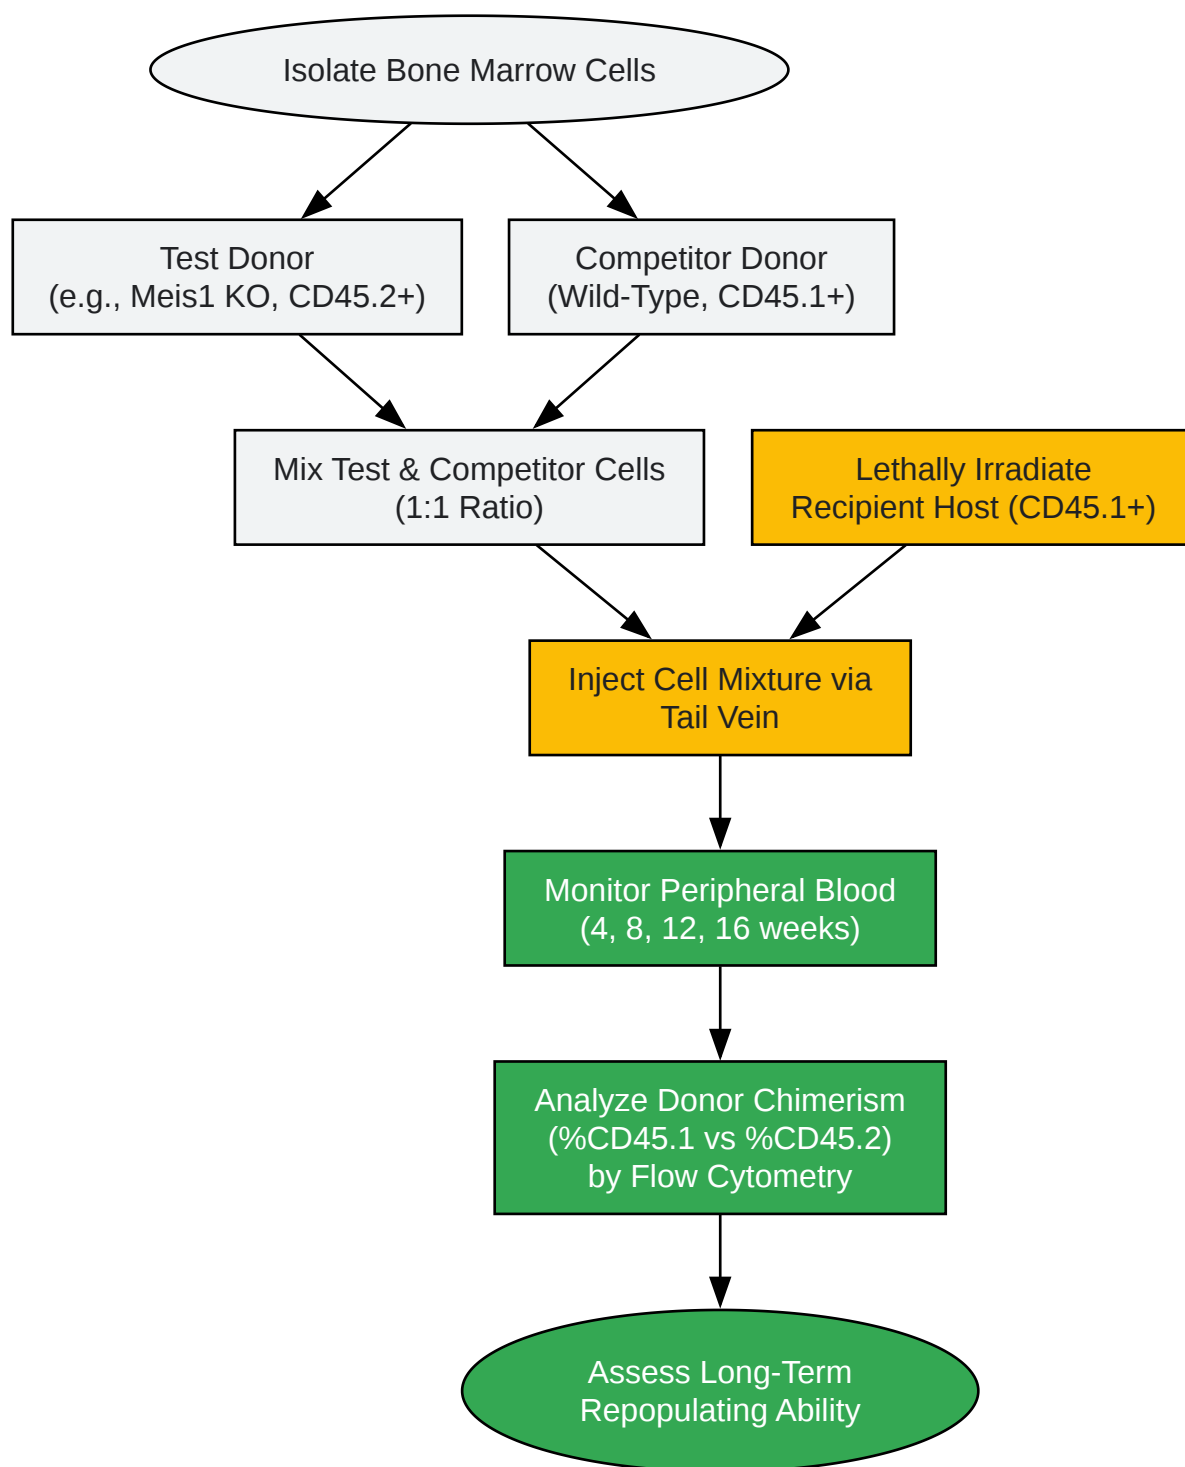 Isolate Bone Marrow Cells
Test Donor
(e.g., Meis1 KO, CD45.2+)
Competitor Donor
(Wild-Type, CD45.1+)
Mix Test & Competitor Cells
(1:1 Ratio)
Lethally Irradiate
Recipient Host (CD45.1+)
Inject Cell Mixture via
Tail Vein
Monitor Peripheral Blood
(4, 8, 12, 16 weeks)
Analyze Donor Chimerism
(%CD45.1 vs %CD45.2)
by Flow Cytometry
Assess Long-Term
Repopulating Ability